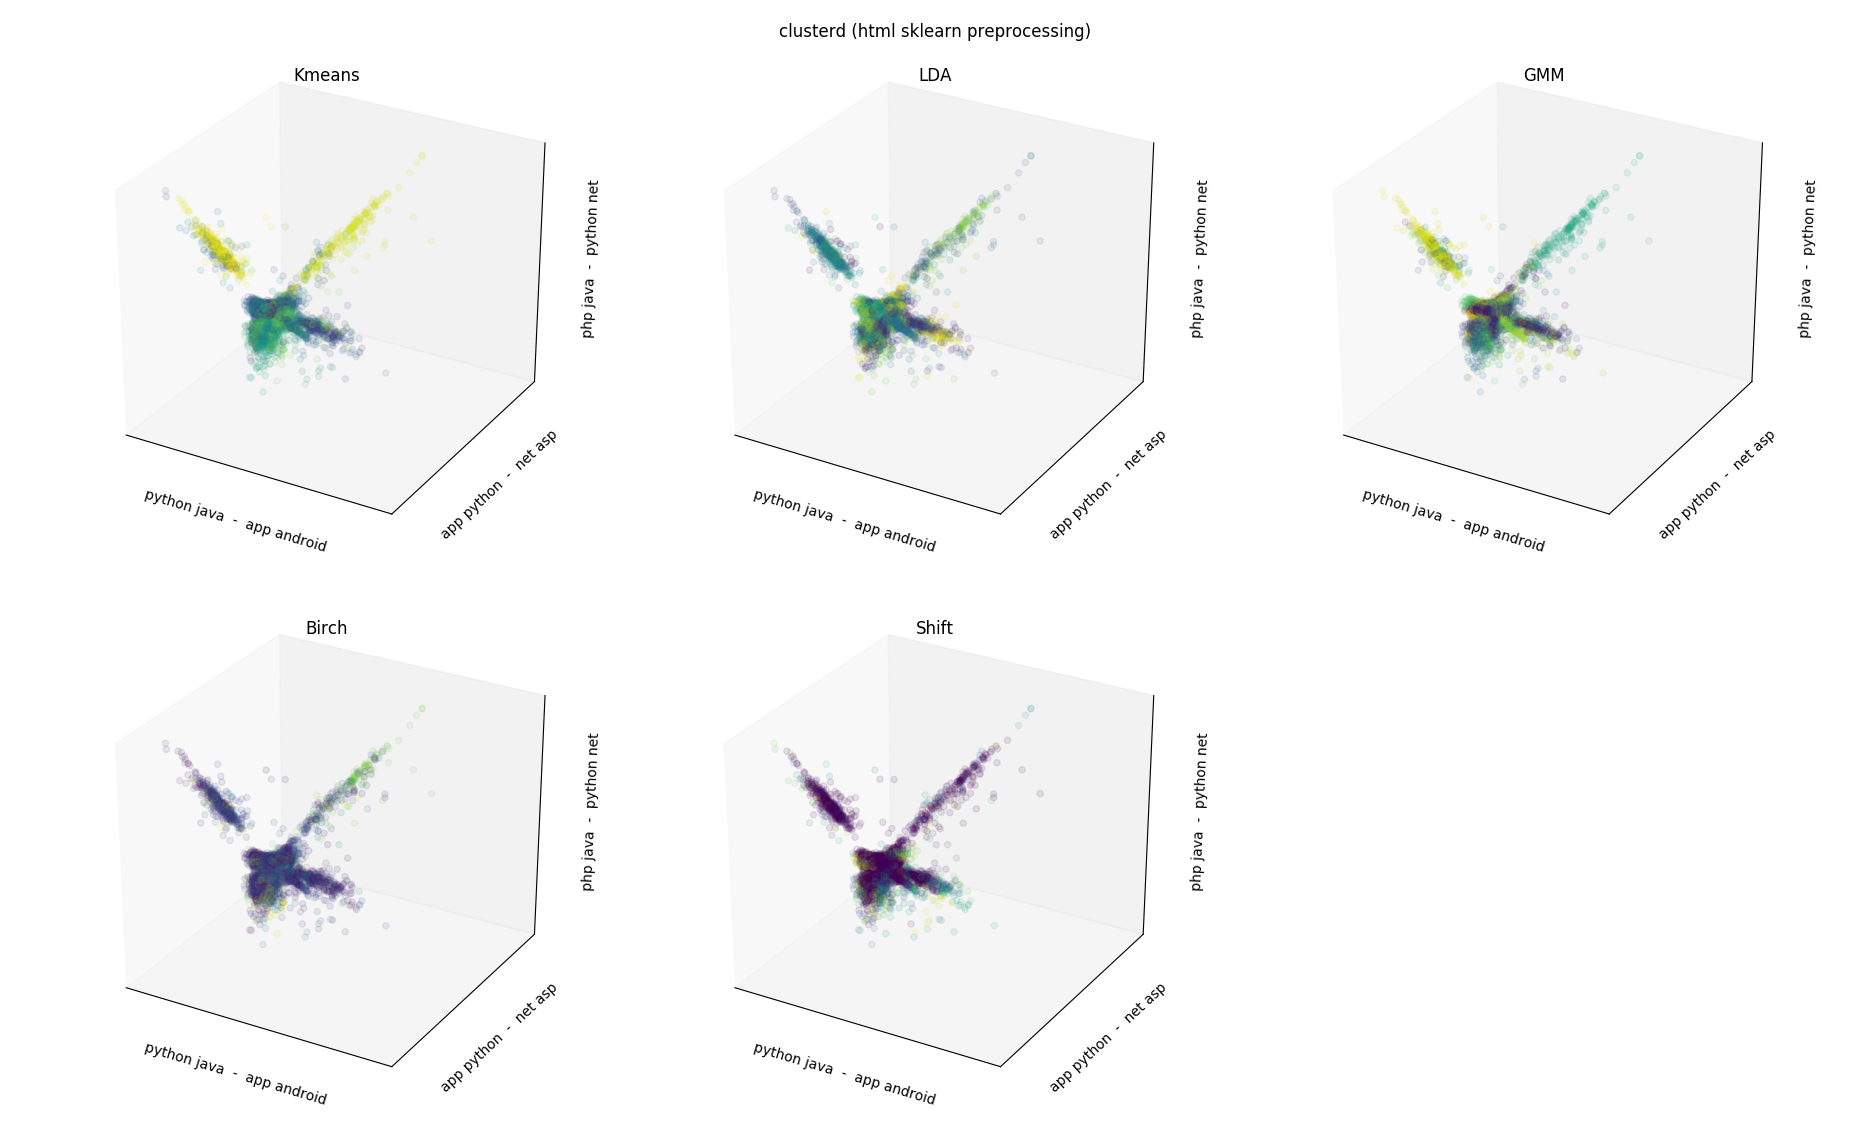 clusterd (html sklearn preprocessing)
Kmeans
php java  -  python net
app python  -  net asp
python java  -  app android
LDA
php java  -  python net
app python  -  net asp
python java  -  app android
GMM
php java  -  python net
app python  -  net asp
python java  -  app android
Birch
php java  -  python net
app python  -  net asp
python java  -  app android
Shift
php java  -  python net
app python  -  net asp
python java  -  app android